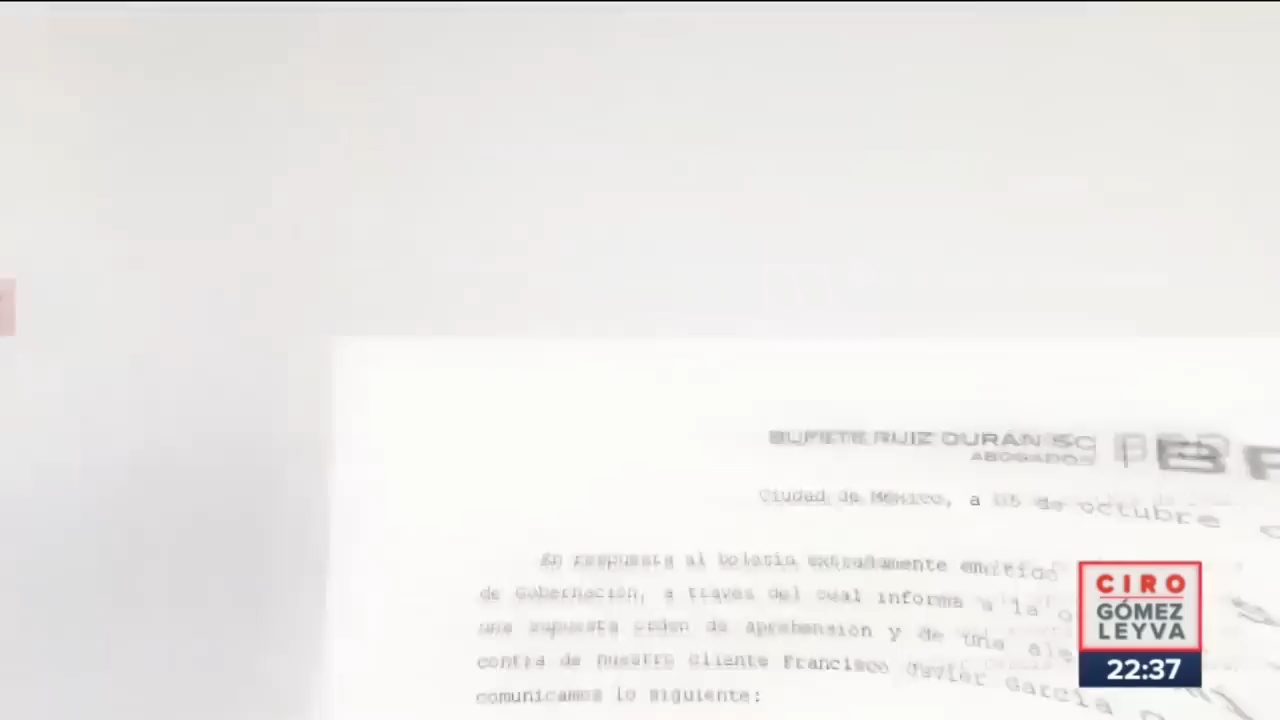 BUFETE RUIZ DURÁN SC
ABOGADOS
Ciudad de México, a 05 de octubre
En respuesta al boletín extrañamente emitido
de Gobernación, a través del cual informa a la
una supuesta orden de aprehensión y de una
contra de nuestro cliente Francisco Javier García
comunicamos lo siguiente:
CIRO
GÓMEZ
LEYVA
22:37